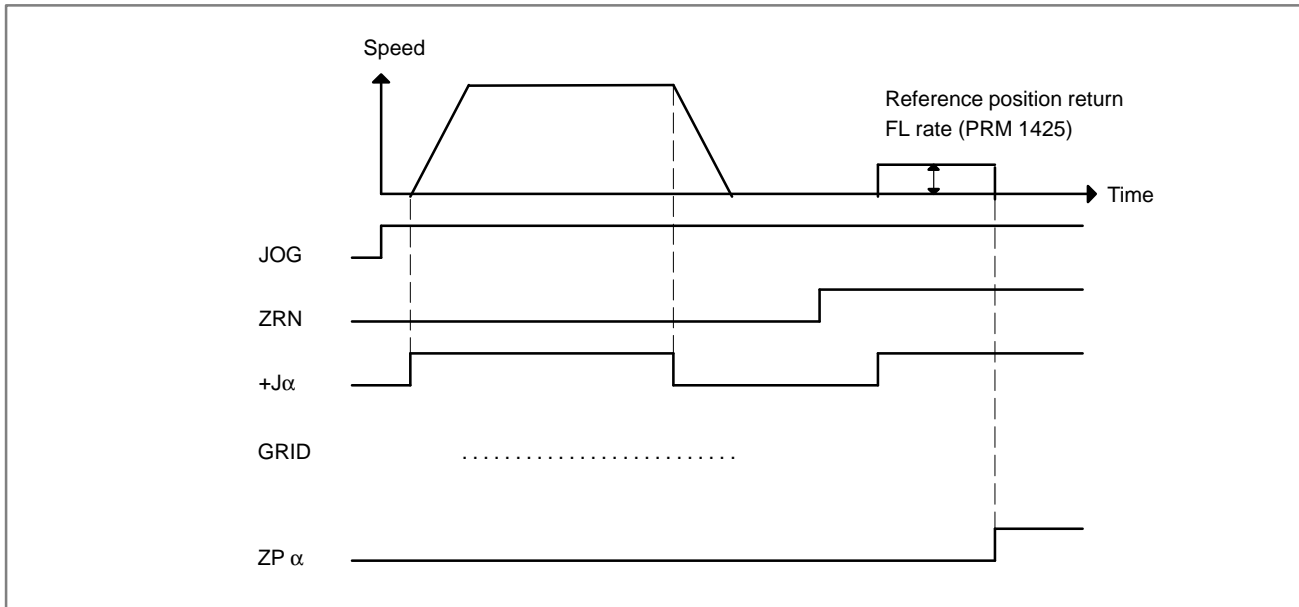 Speed
Reference position return
FL rate (PRM 1425)
Time
JOG
ZRN
+Jα
GRID
ZP α